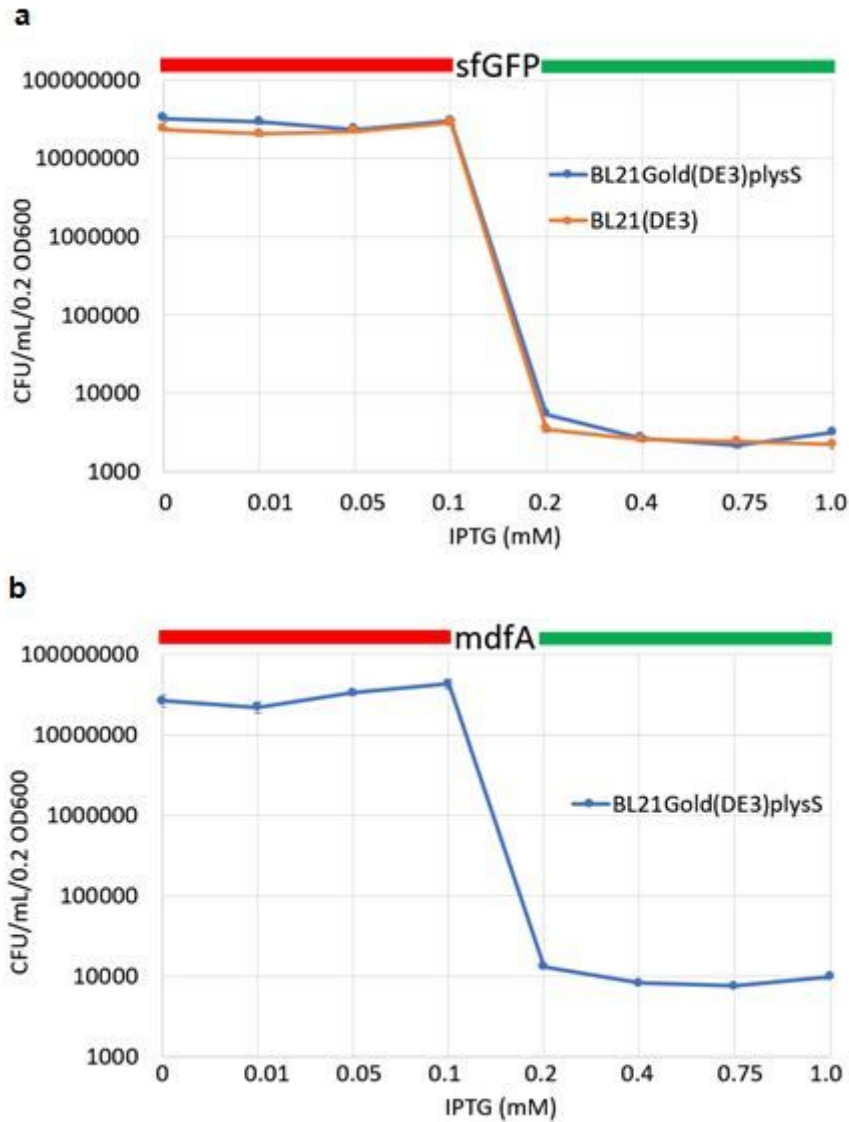 a
sfGFP
100000000
10000000
1000000
100000
10000
1000
CFU/mL/0.2 OD600
BL21Gold(DE3)plysS
BL21(DE3)
0 0.01 0.05 0.1 0.2 0.4 0.75 1.0
IPTG (mM)
b
mdfA
100000000
10000000
1000000
100000
10000
1000
CFU/mL/0.2 OD600
BL21Gold(DE3)plysS
0 0.01 0.05 0.1 0.2 0.4 0.75 1.0
IPTG (mM)